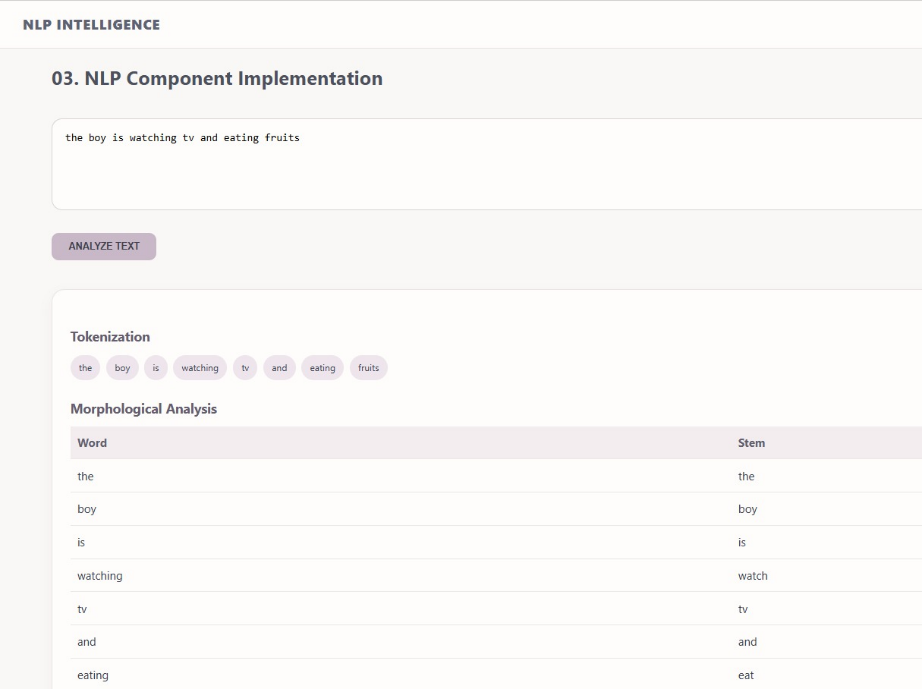 NLP INTELLIGENCE
03. NLP Component Implementation
the boy is watching tv and eating fruits
ANALYZE TEXT
Tokenization
the boy is watching tv and eating fruits
Morphological Analysis
Word Stem
the the
boy boy
is is
watching watch
tv tv
and and
eating eat